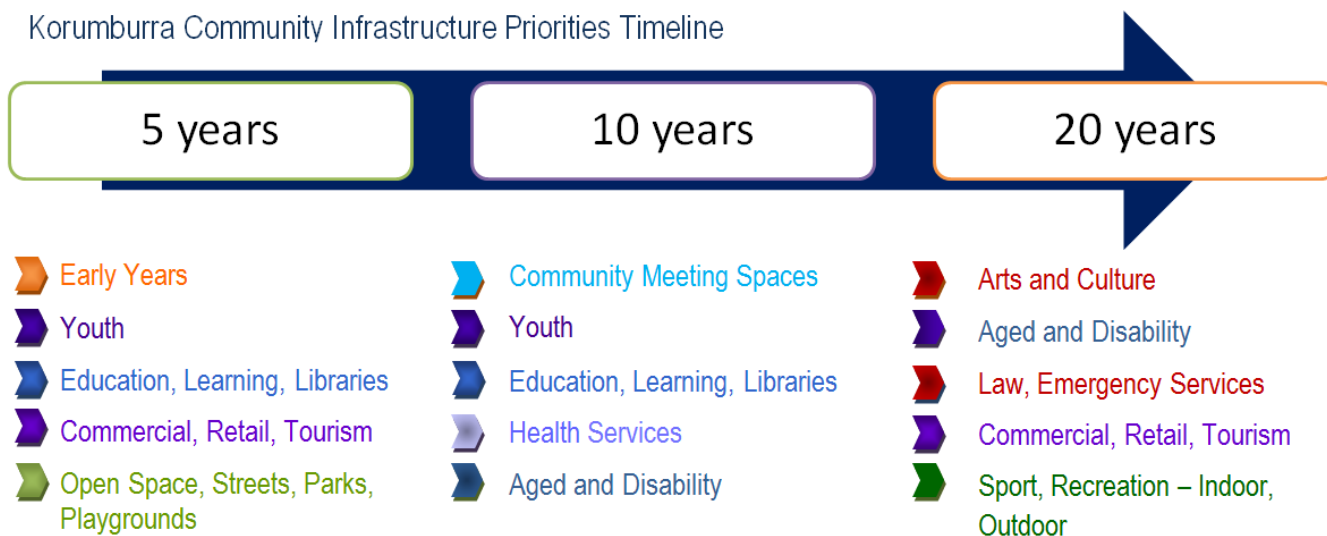 Korumburra Community Infrastructure Priorities Timeline
5 years
10 years
20 years
Early Years
Youth
Education, Learning, Libraries
Commercial, Retail, Tourism
Open Space, Streets, Parks,
Playgrounds
Community Meeting Spaces
Youth
Education, Learning, Libraries
Health Services
Aged and Disability
Arts and Culture
Aged and Disability
Law, Emergency Services
Commercial, Retail, Tourism
Sport, Recreation – Indoor,
Outdoor